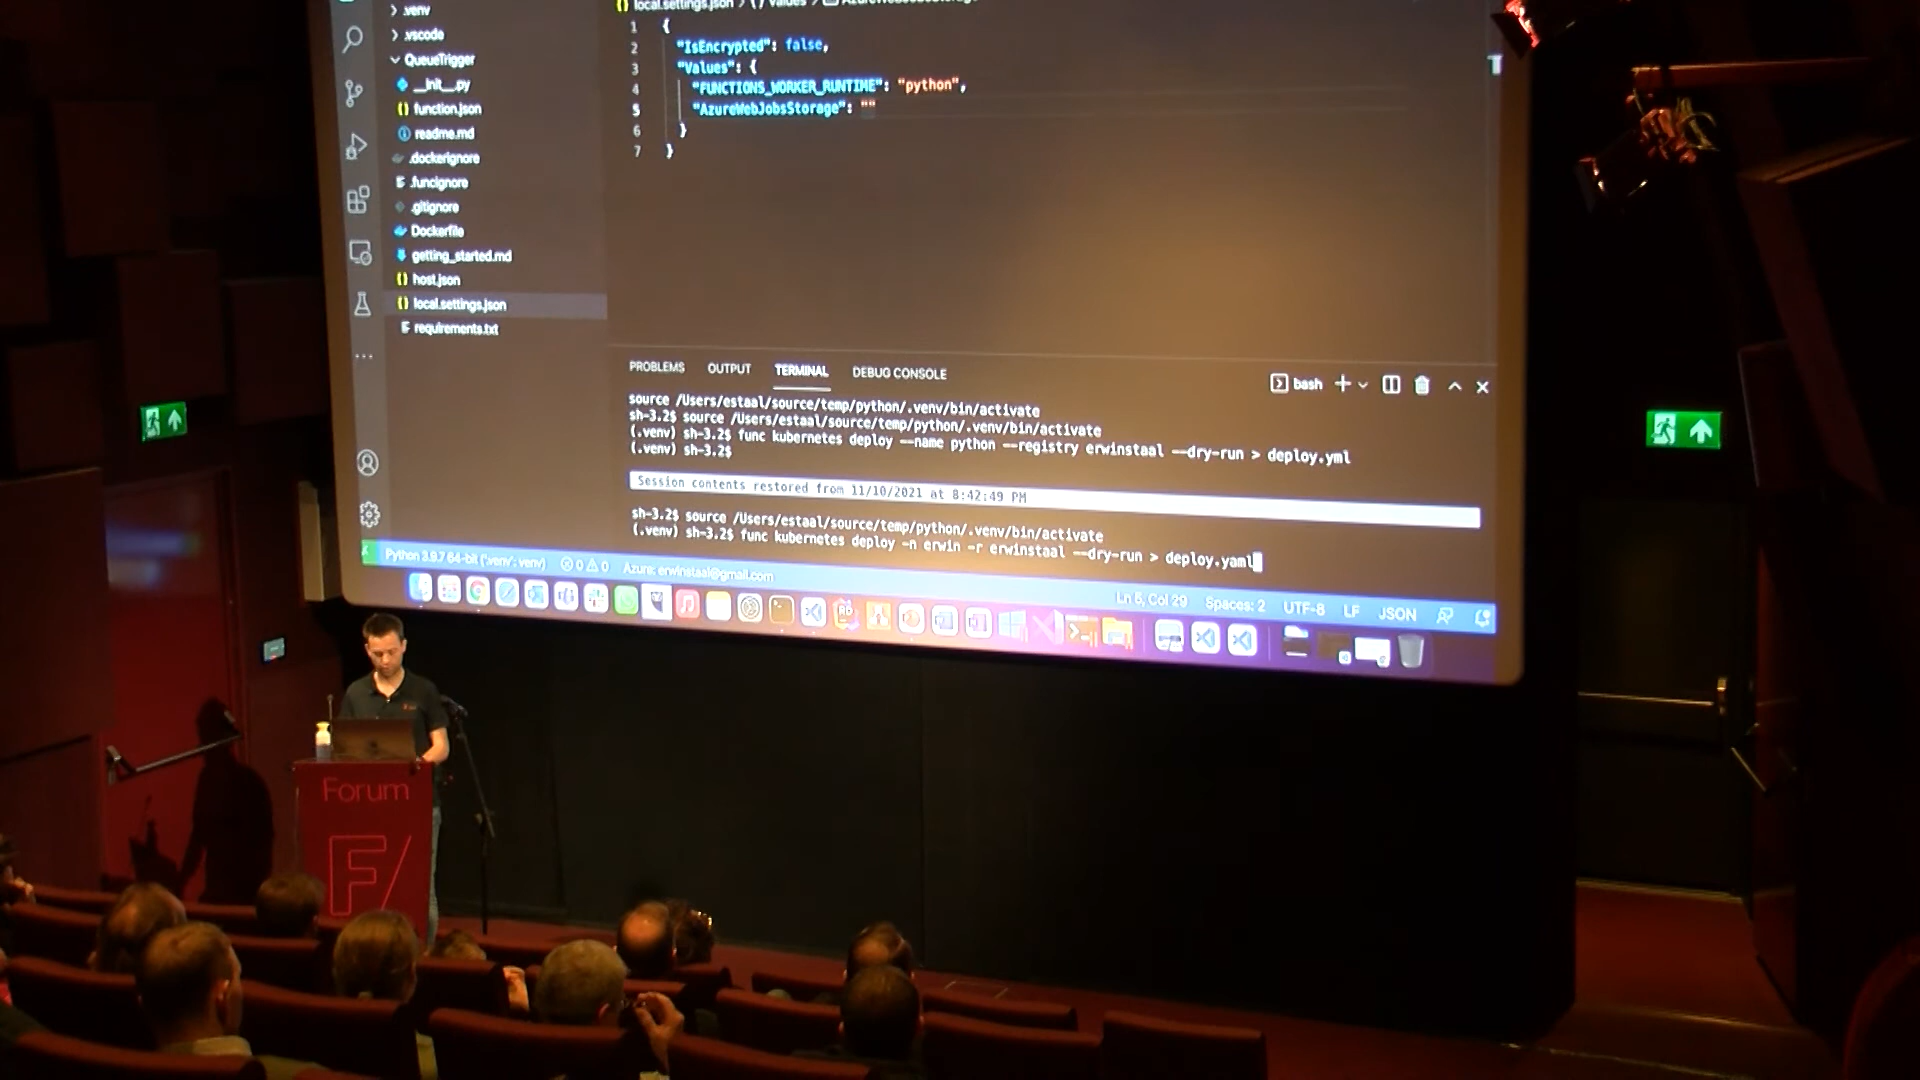 .venv
.vscode
QueueTrigger
__init__.py
function.json
readme.md
.dockerignore
.funcignore
.gitignore
Dockerfile
getting_started.md
host.json
local.settings.json
requirements.txt
local.settings.json > {} Values >
1 {
2 "IsEncrypted": false,
3 "Values": {
4 "FUNCTIONS_WORKER_RUNTIME": "python",
5 "AzureWebJobsStorage": ""
6 }
7 }
PROBLEMS OUTPUT TERMINAL DEBUG CONSOLE
bash
source /Users/estaal/source/temp/python/.venv/bin/activate
sh-3.2$ source /Users/estaal/source/temp/python/.venv/bin/activate
(.venv) sh-3.2$ func kubernetes deploy --name python --registry erwinstaal --dry-run > deploy.yml
(.venv) sh-3.2$
Session contents restored from 11/10/2021 at 8:42:49 PM
sh-3.2$ source /Users/estaal/source/temp/python/.venv/bin/activate
(.venv) sh-3.2$ func kubernetes deploy -n erwin -r erwinstaal --dry-run > deploy.yaml
Python 3.9.7 64-bit ('.venv': venv) 0 0 Azure: erwinstaal@gmail.com
Ln 5, Col 29 Spaces: 2 UTF-8 LF JSON
Forum
F/